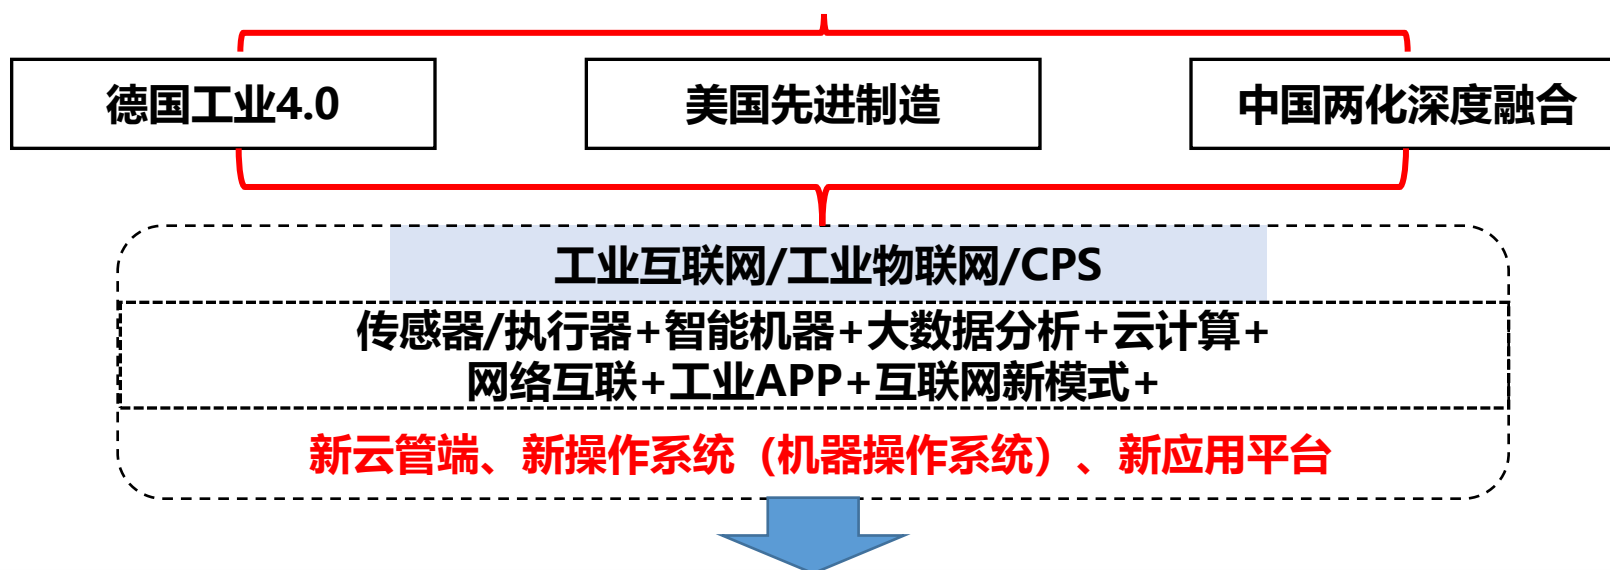 德国工业4.0
美国先进制造
中国两化深度融合
工业互联网/工业物联网/CPS
传感器/执行器+智能机器+大数据分析+云计算+
网络互联+工业APP+互联网新模式+
新云管端、新操作系统（机器操作系统）、新应用平台